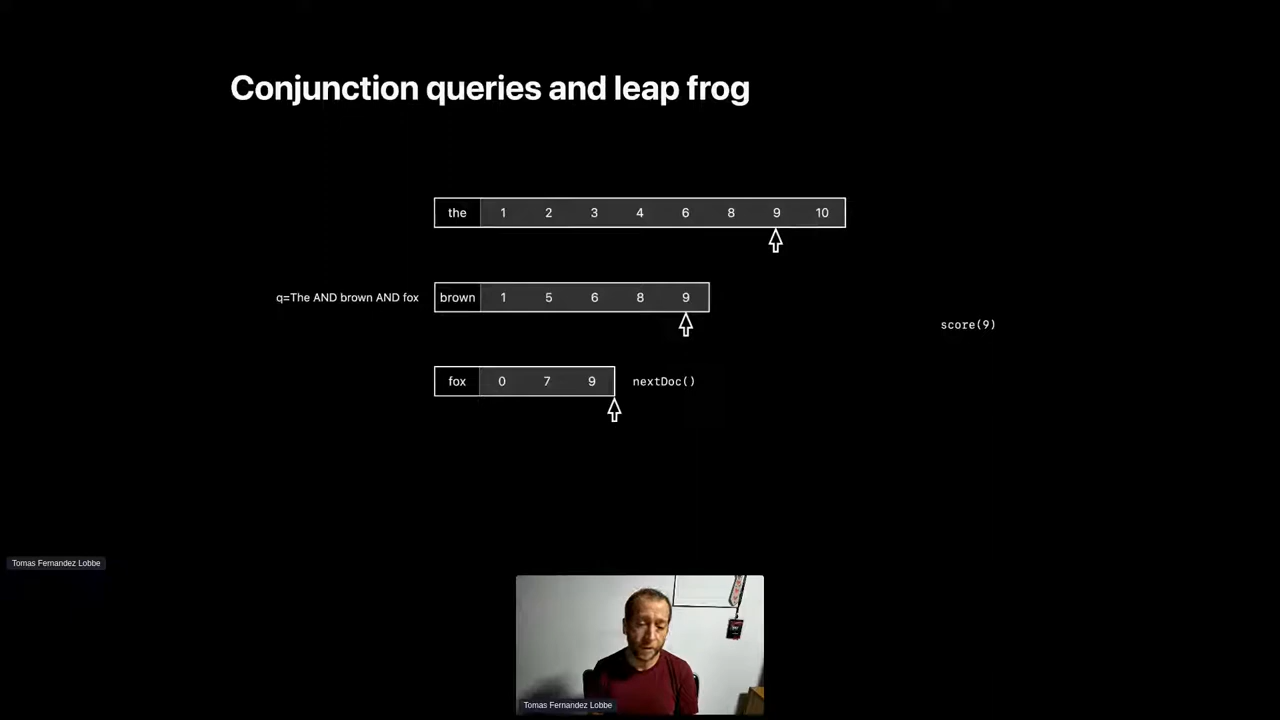 Conjunction queries and leap frog
the 1 2 3 4 6 8 9 10
q=The AND brown AND fox brown 1 5 6 8 9
score(9)
fox 0 7 9 nextDoc()
Tomas Fernandez Lobbe
Tomas Fernandez Lobbe